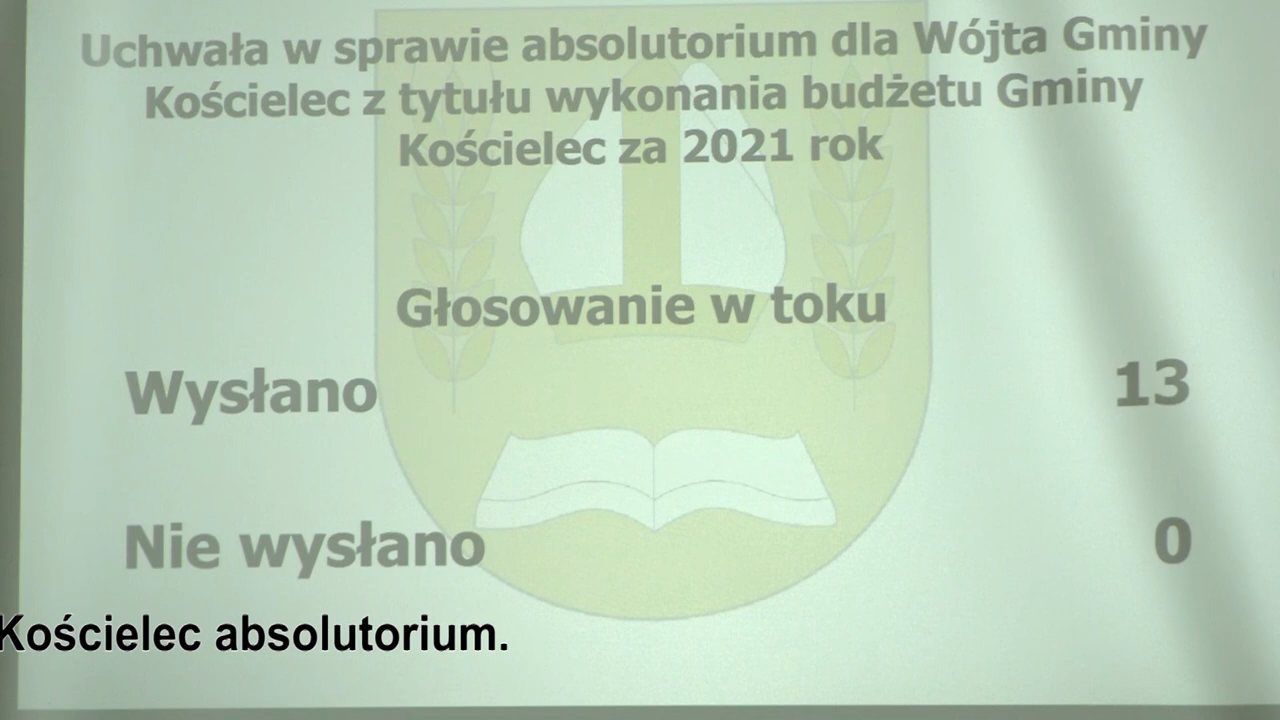 Uchwała w sprawie absolutorium dla Wójta Gminy
Kościelec z tytułu wykonania budżetu Gminy
Kościelec za 2021 rok
Głosowanie w toku
Wysłano 13
Nie wysłano 0
Kościelec absolutorium.